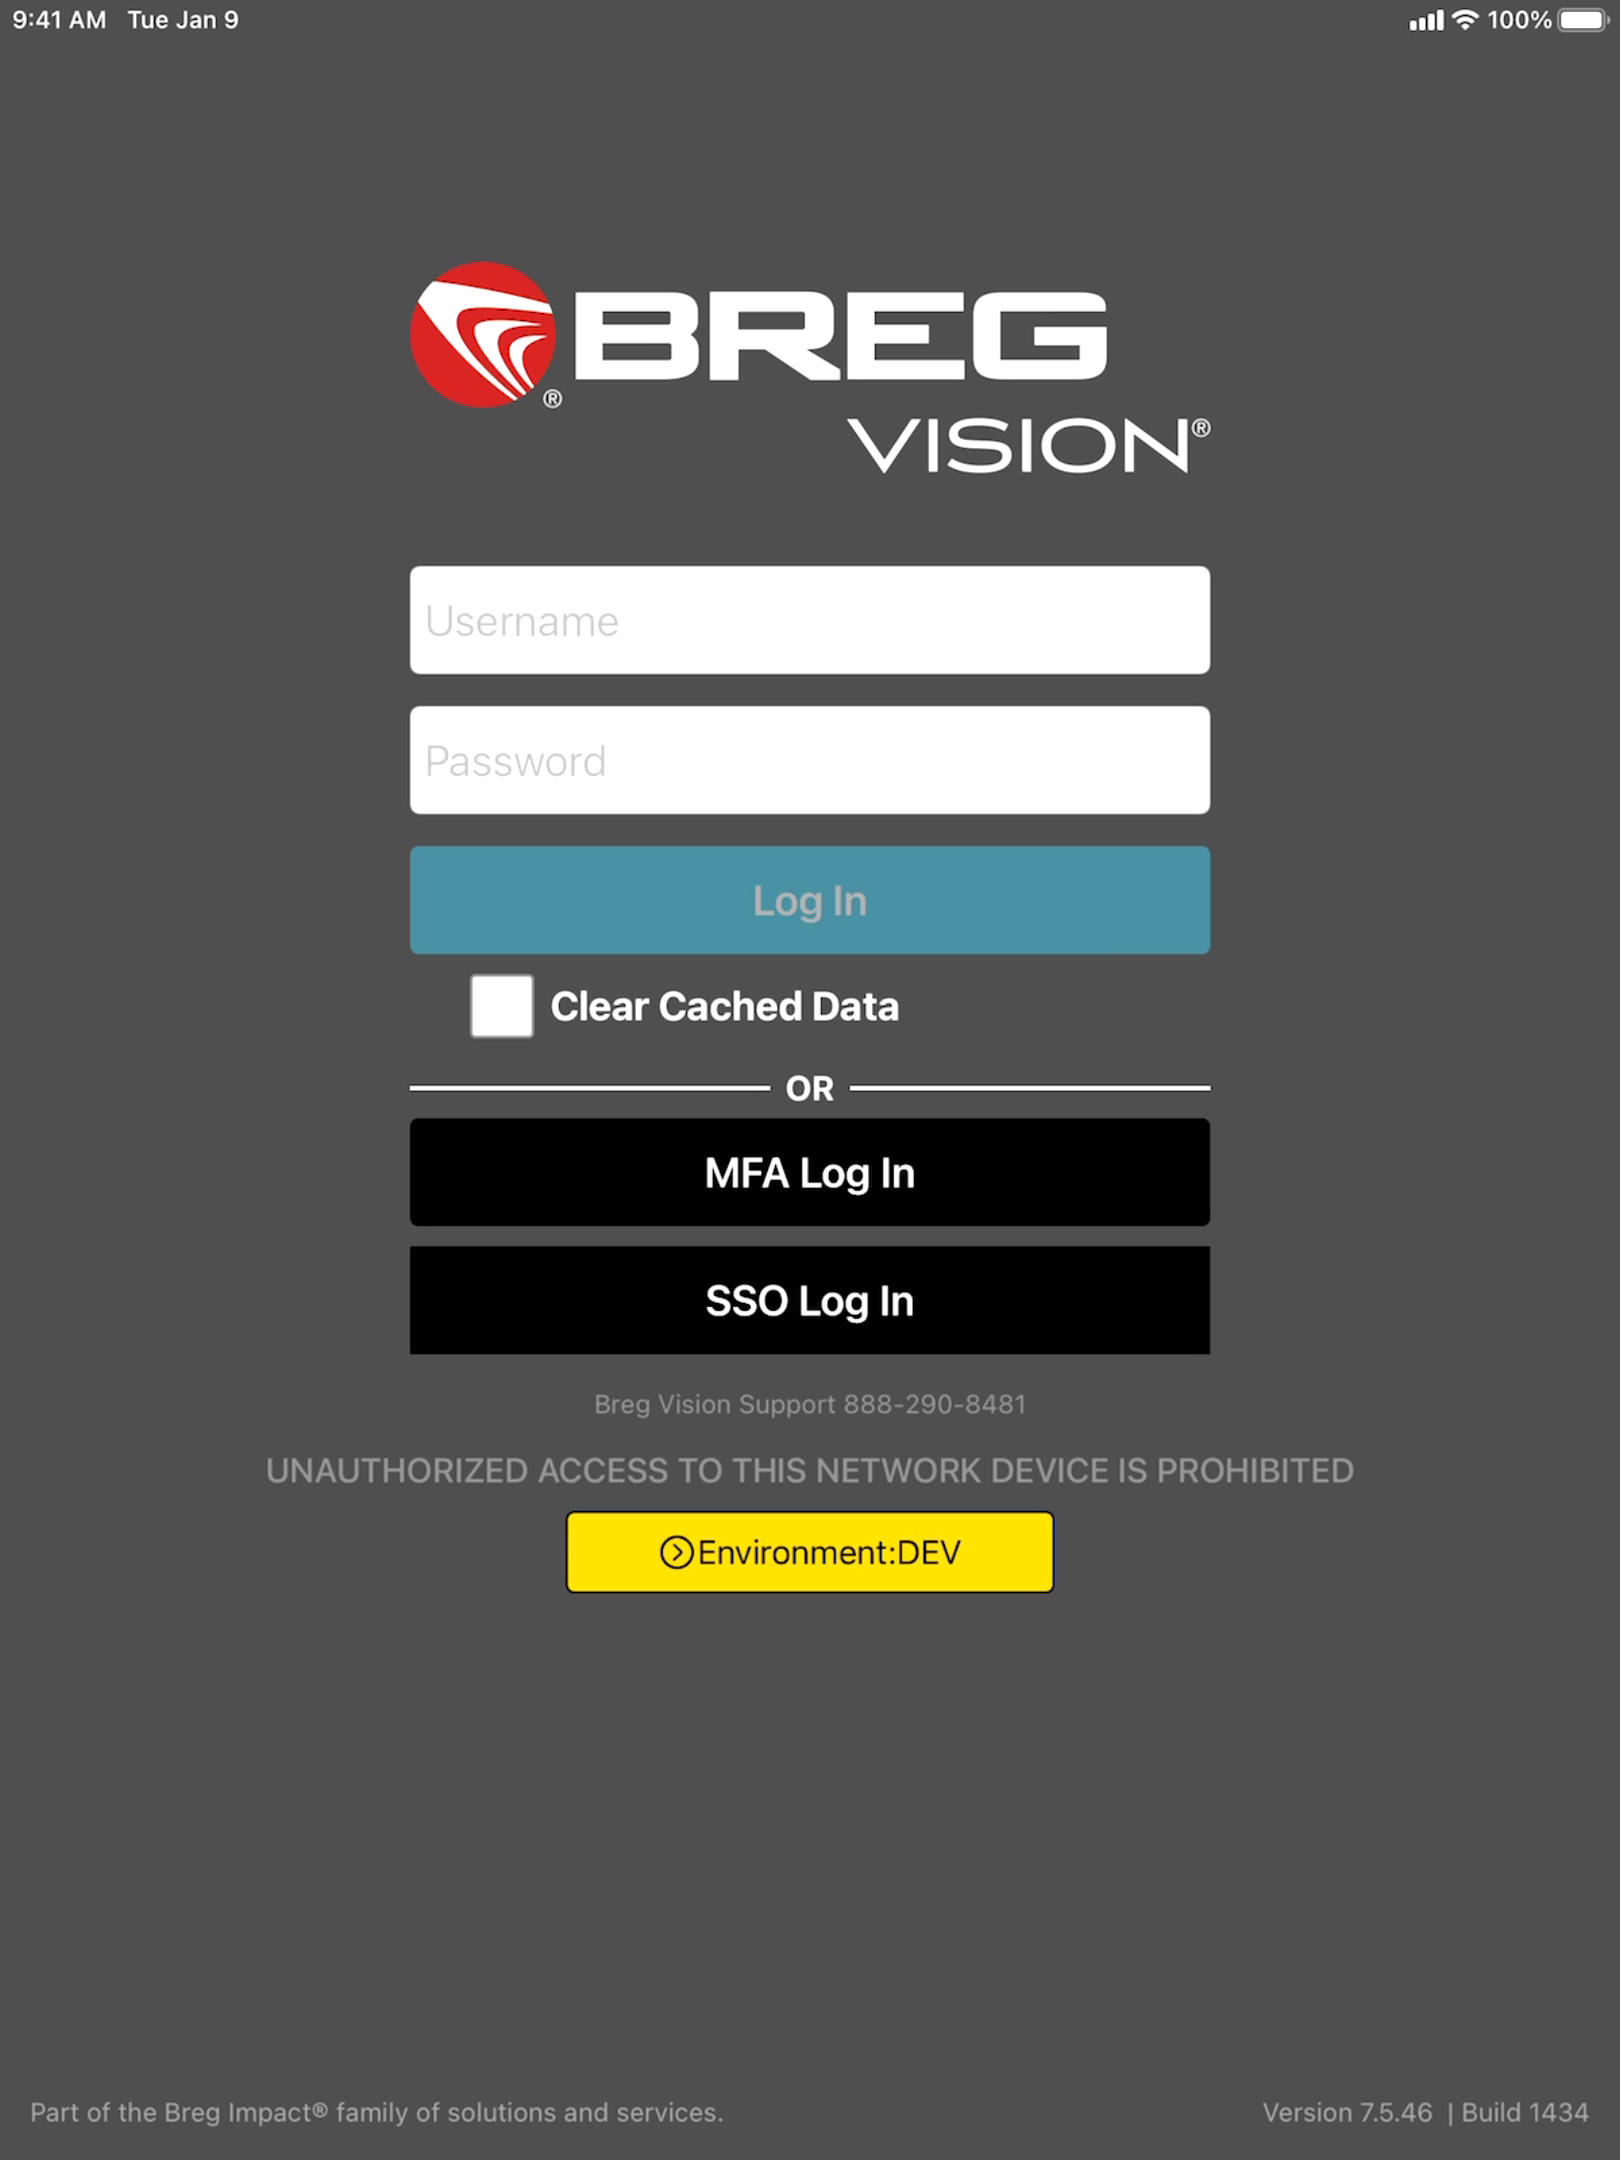 9:41 AM Tue Jan 9
100%
BREG
®
VISION®
Username
Password
Log In
Clear Cached Data
OR
MFA Log In
SSO Log In
Breg Vision Support 888-290-8481
UNAUTHORIZED ACCESS TO THIS NETWORK DEVICE IS PROHIBITED
Environment:DEV
Part of the Breg Impact® family of solutions and services.
Version 7.5.46 | Build 1434